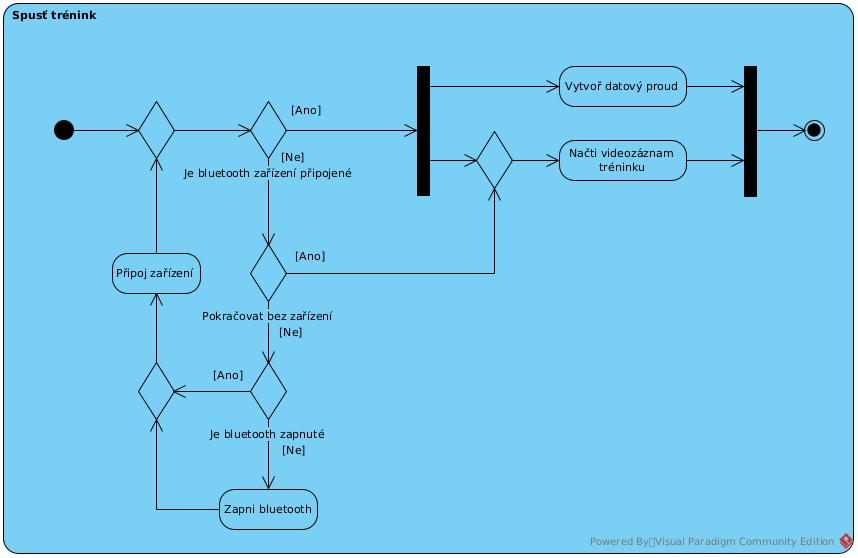 Spusť trénink
[Ano]
Vytvoř datový proud
[Ne]
Je bluetooth zařízení připojené
Načti videozáznam
tréninku
[Ano]
Připoj zařízení
Pokračovat bez zařízení
[Ne]
[Ano]
Je bluetooth zapnuté
[Ne]
Zapni bluetooth
Powered By Visual Paradigm Community Edition